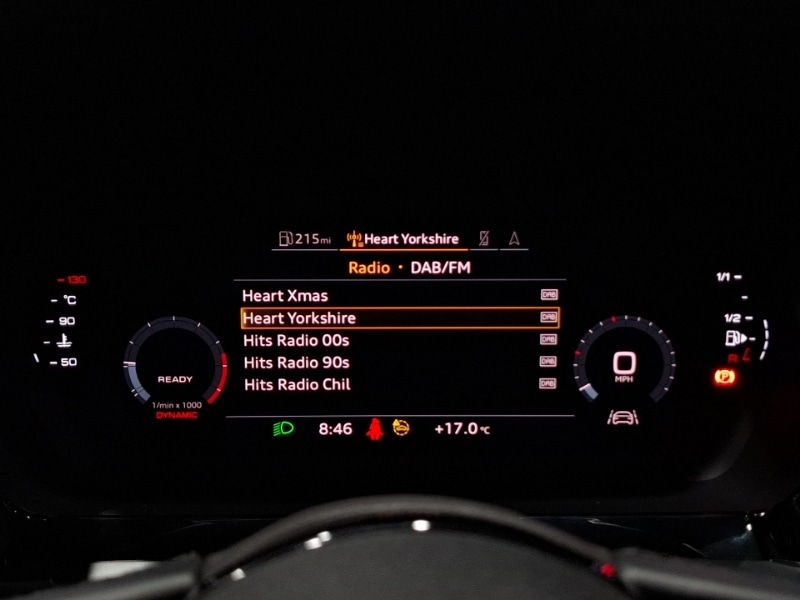 215 mi Heart Yorkshire
Radio • DAB/FM
Heart Xmas DAB
Heart Yorkshire DAB
Hits Radio 00s DAB
Hits Radio 90s DAB
Hits Radio Chil DAB
130
°C
90
50
READY
1/min x 1000
DYNAMIC
0
MPH
1/1
1/2
R
P
8:46 +17.0 °C